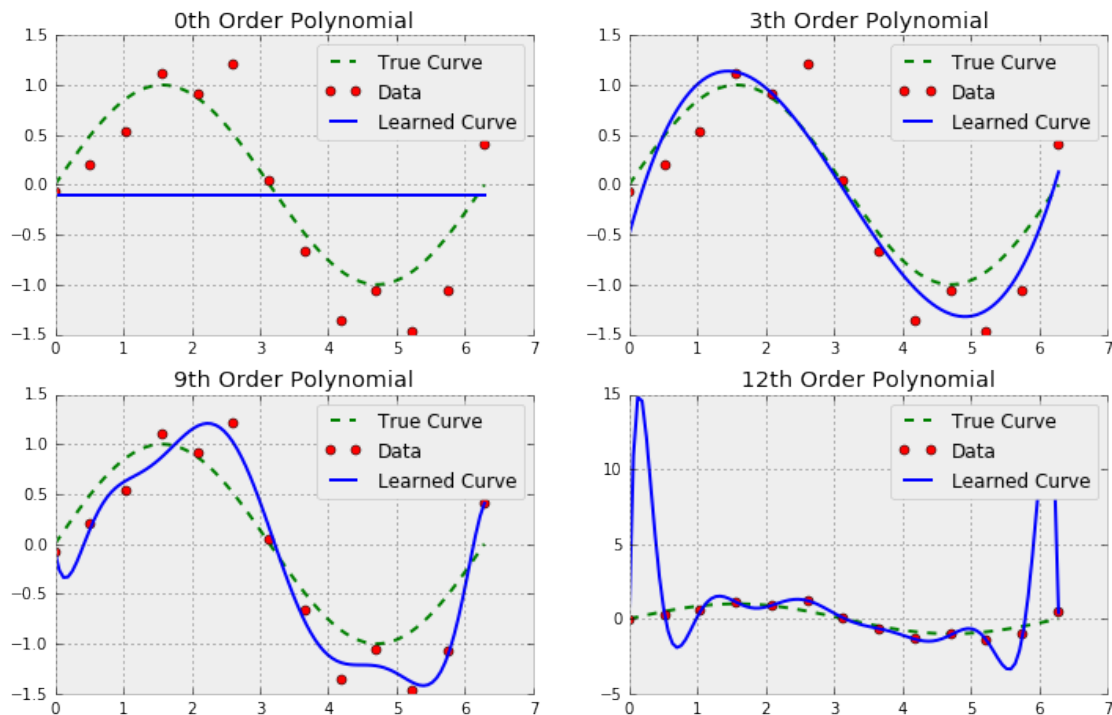 0th Order Polynomial
1.5
1.0
0.5
0.0
−0.5
−1.0
−1.5
0 1 2 3 4 5 6 7
True Curve
Data
Learned Curve
3th Order Polynomial
1.5
1.0
0.5
0.0
−0.5
−1.0
−1.5
0 1 2 3 4 5 6 7
True Curve
Data
Learned Curve
9th Order Polynomial
1.5
1.0
0.5
0.0
−0.5
−1.0
−1.5
0 1 2 3 4 5 6 7
True Curve
Data
Learned Curve
12th Order Polynomial
15
10
5
0
−5
0 1 2 3 4 5 6 7
True Curve
Data
Learned Curve